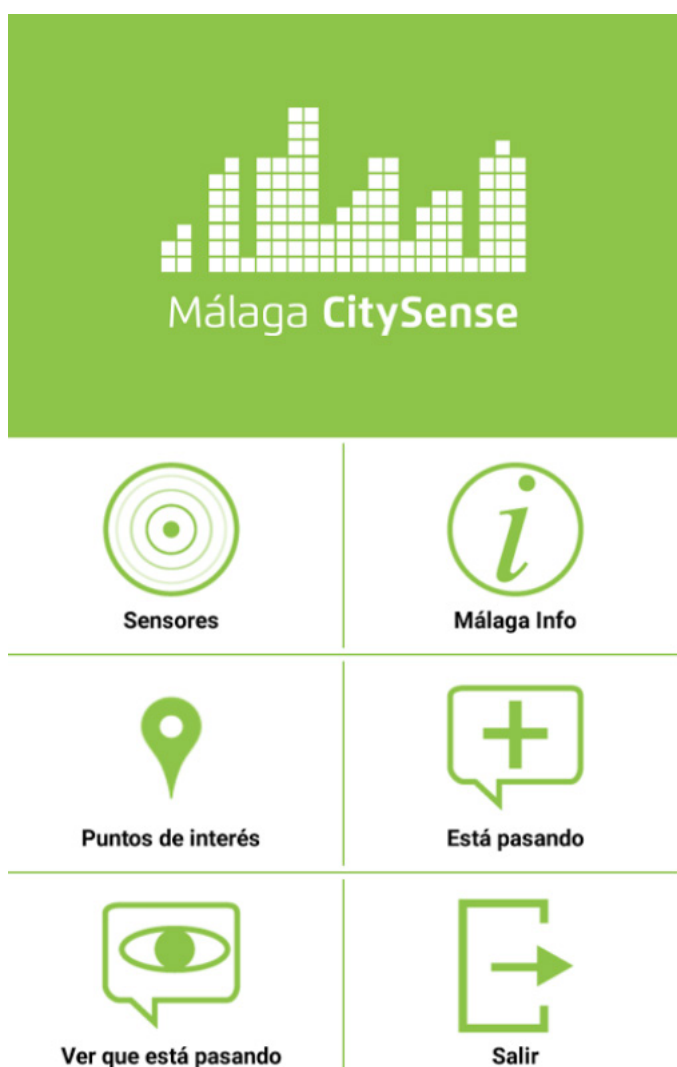 Málaga CitySense
Sensores
Málaga Info
Puntos de interés
Está pasando
Ver que está pasando
Salir